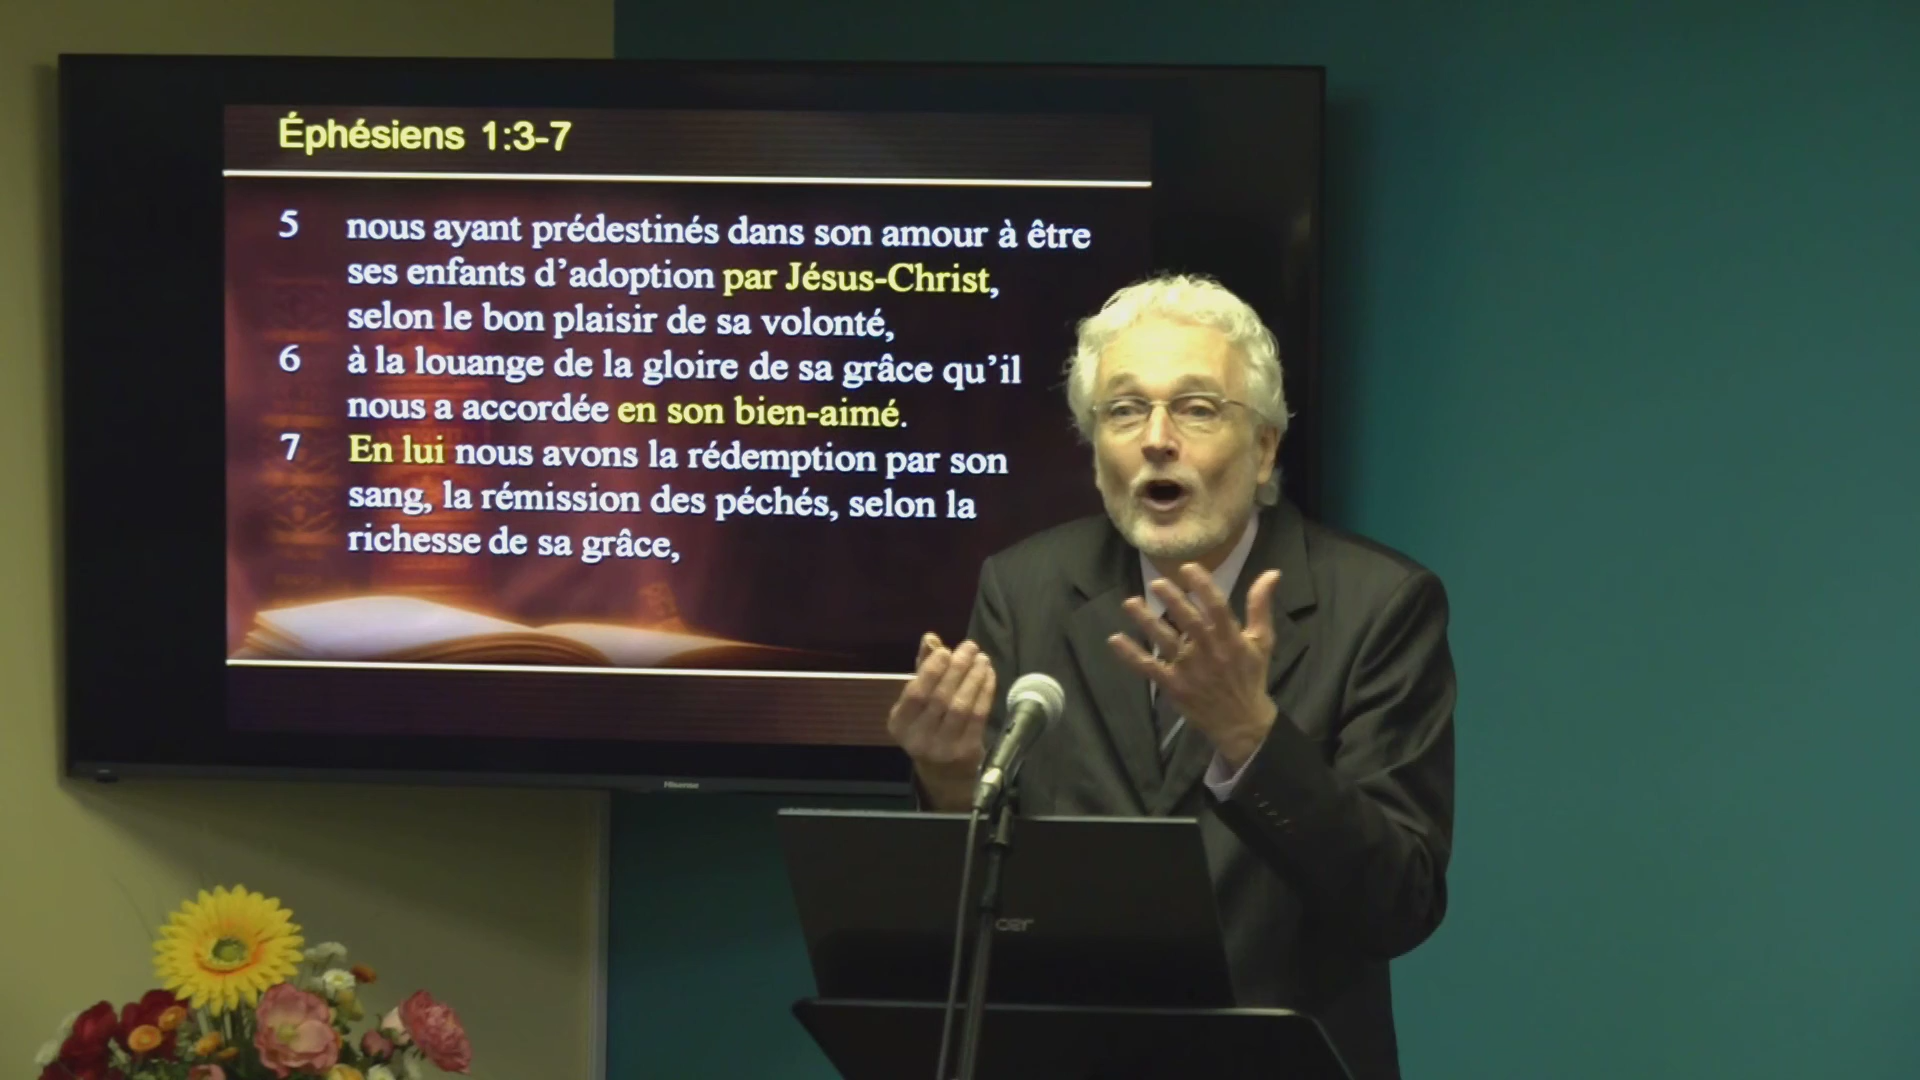 Éphésiens 1:3-7
5 nous ayant prédestinés dans son amour à être
ses enfants d’adoption par Jésus-Christ,
selon le bon plaisir de sa volonté,
6 à la louange de la gloire de sa grâce qu’il
nous a accordée en son bien-aimé.
7 En lui nous avons la rédemption par son
sang, la rémission des péchés, selon la
richesse de sa grâce,
Hisense
acer